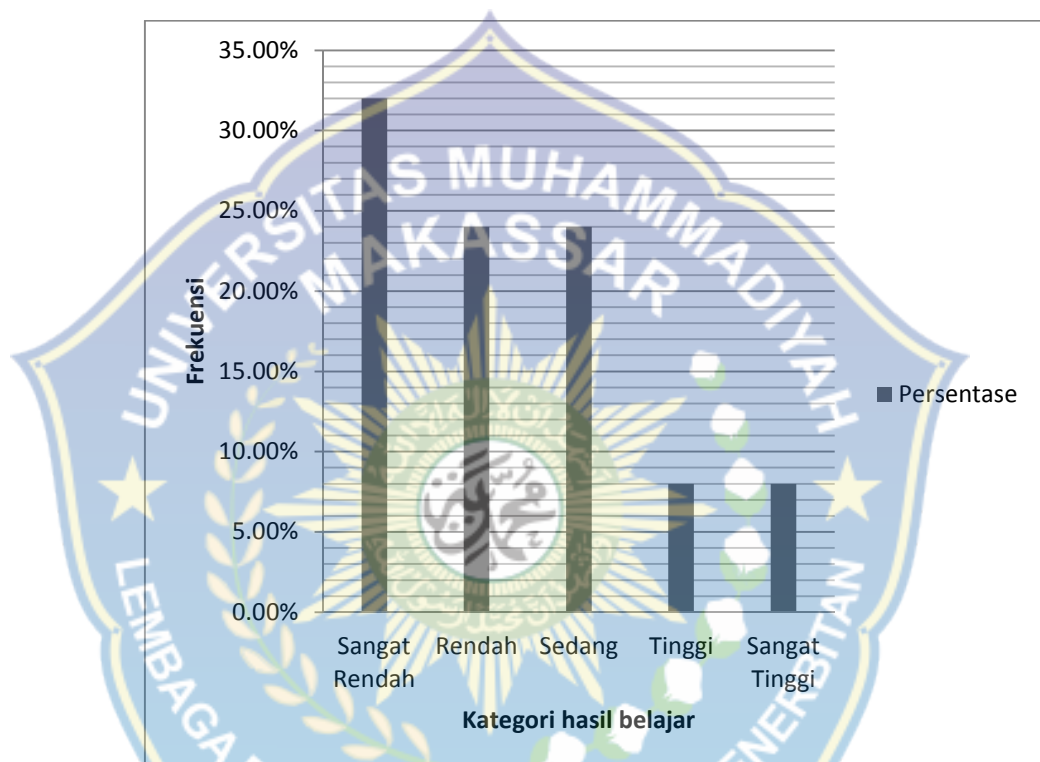 35.00%
30.00%
25.00%
20.00%
15.00%
10.00%
5.00%
0.00%
Frekuensi
Sangat Rendah
Rendah
Sedang
Tinggi
Sangat Tinggi
Kategori hasil belajar
Persentase
UNIVERSITAS MUHAMMADIYAH
MAKASSAR
LEMBAGA